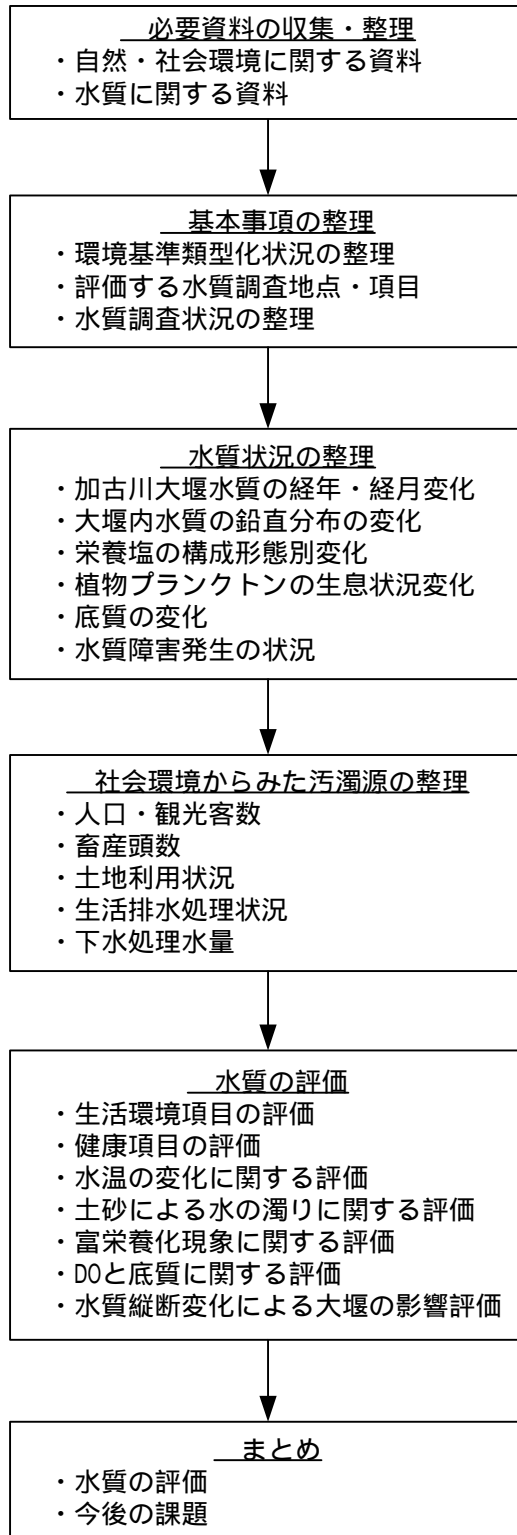 必要資料の収集・整理
・自然・社会環境に関する資料
・水質に関する資料
基本事項の整理
・環境基準類型化状況の整理
・評価する水質調査地点・項目
・水質調査状況の整理
水質状況の整理
・加古川大堰水質の経年・経月変化
・大堰内水質の鉛直分布の変化
・栄養塩の構成形態別変化
・植物プランクトンの生息状況変化
・底質の変化
・水質障害発生の状況
社会環境からみた汚濁源の整理
・人口・観光客数
・畜産頭数
・土地利用状況
・生活排水処理状況
・下水処理水量
水質の評価
・生活環境項目の評価
・健康項目の評価
・水温の変化に関する評価
・土砂による水の濁りに関する評価
・富栄養化現象に関する評価
・DOと底質に関する評価
・水質縦断変化による大堰の影響評価
まとめ
・水質の評価
・今後の課題